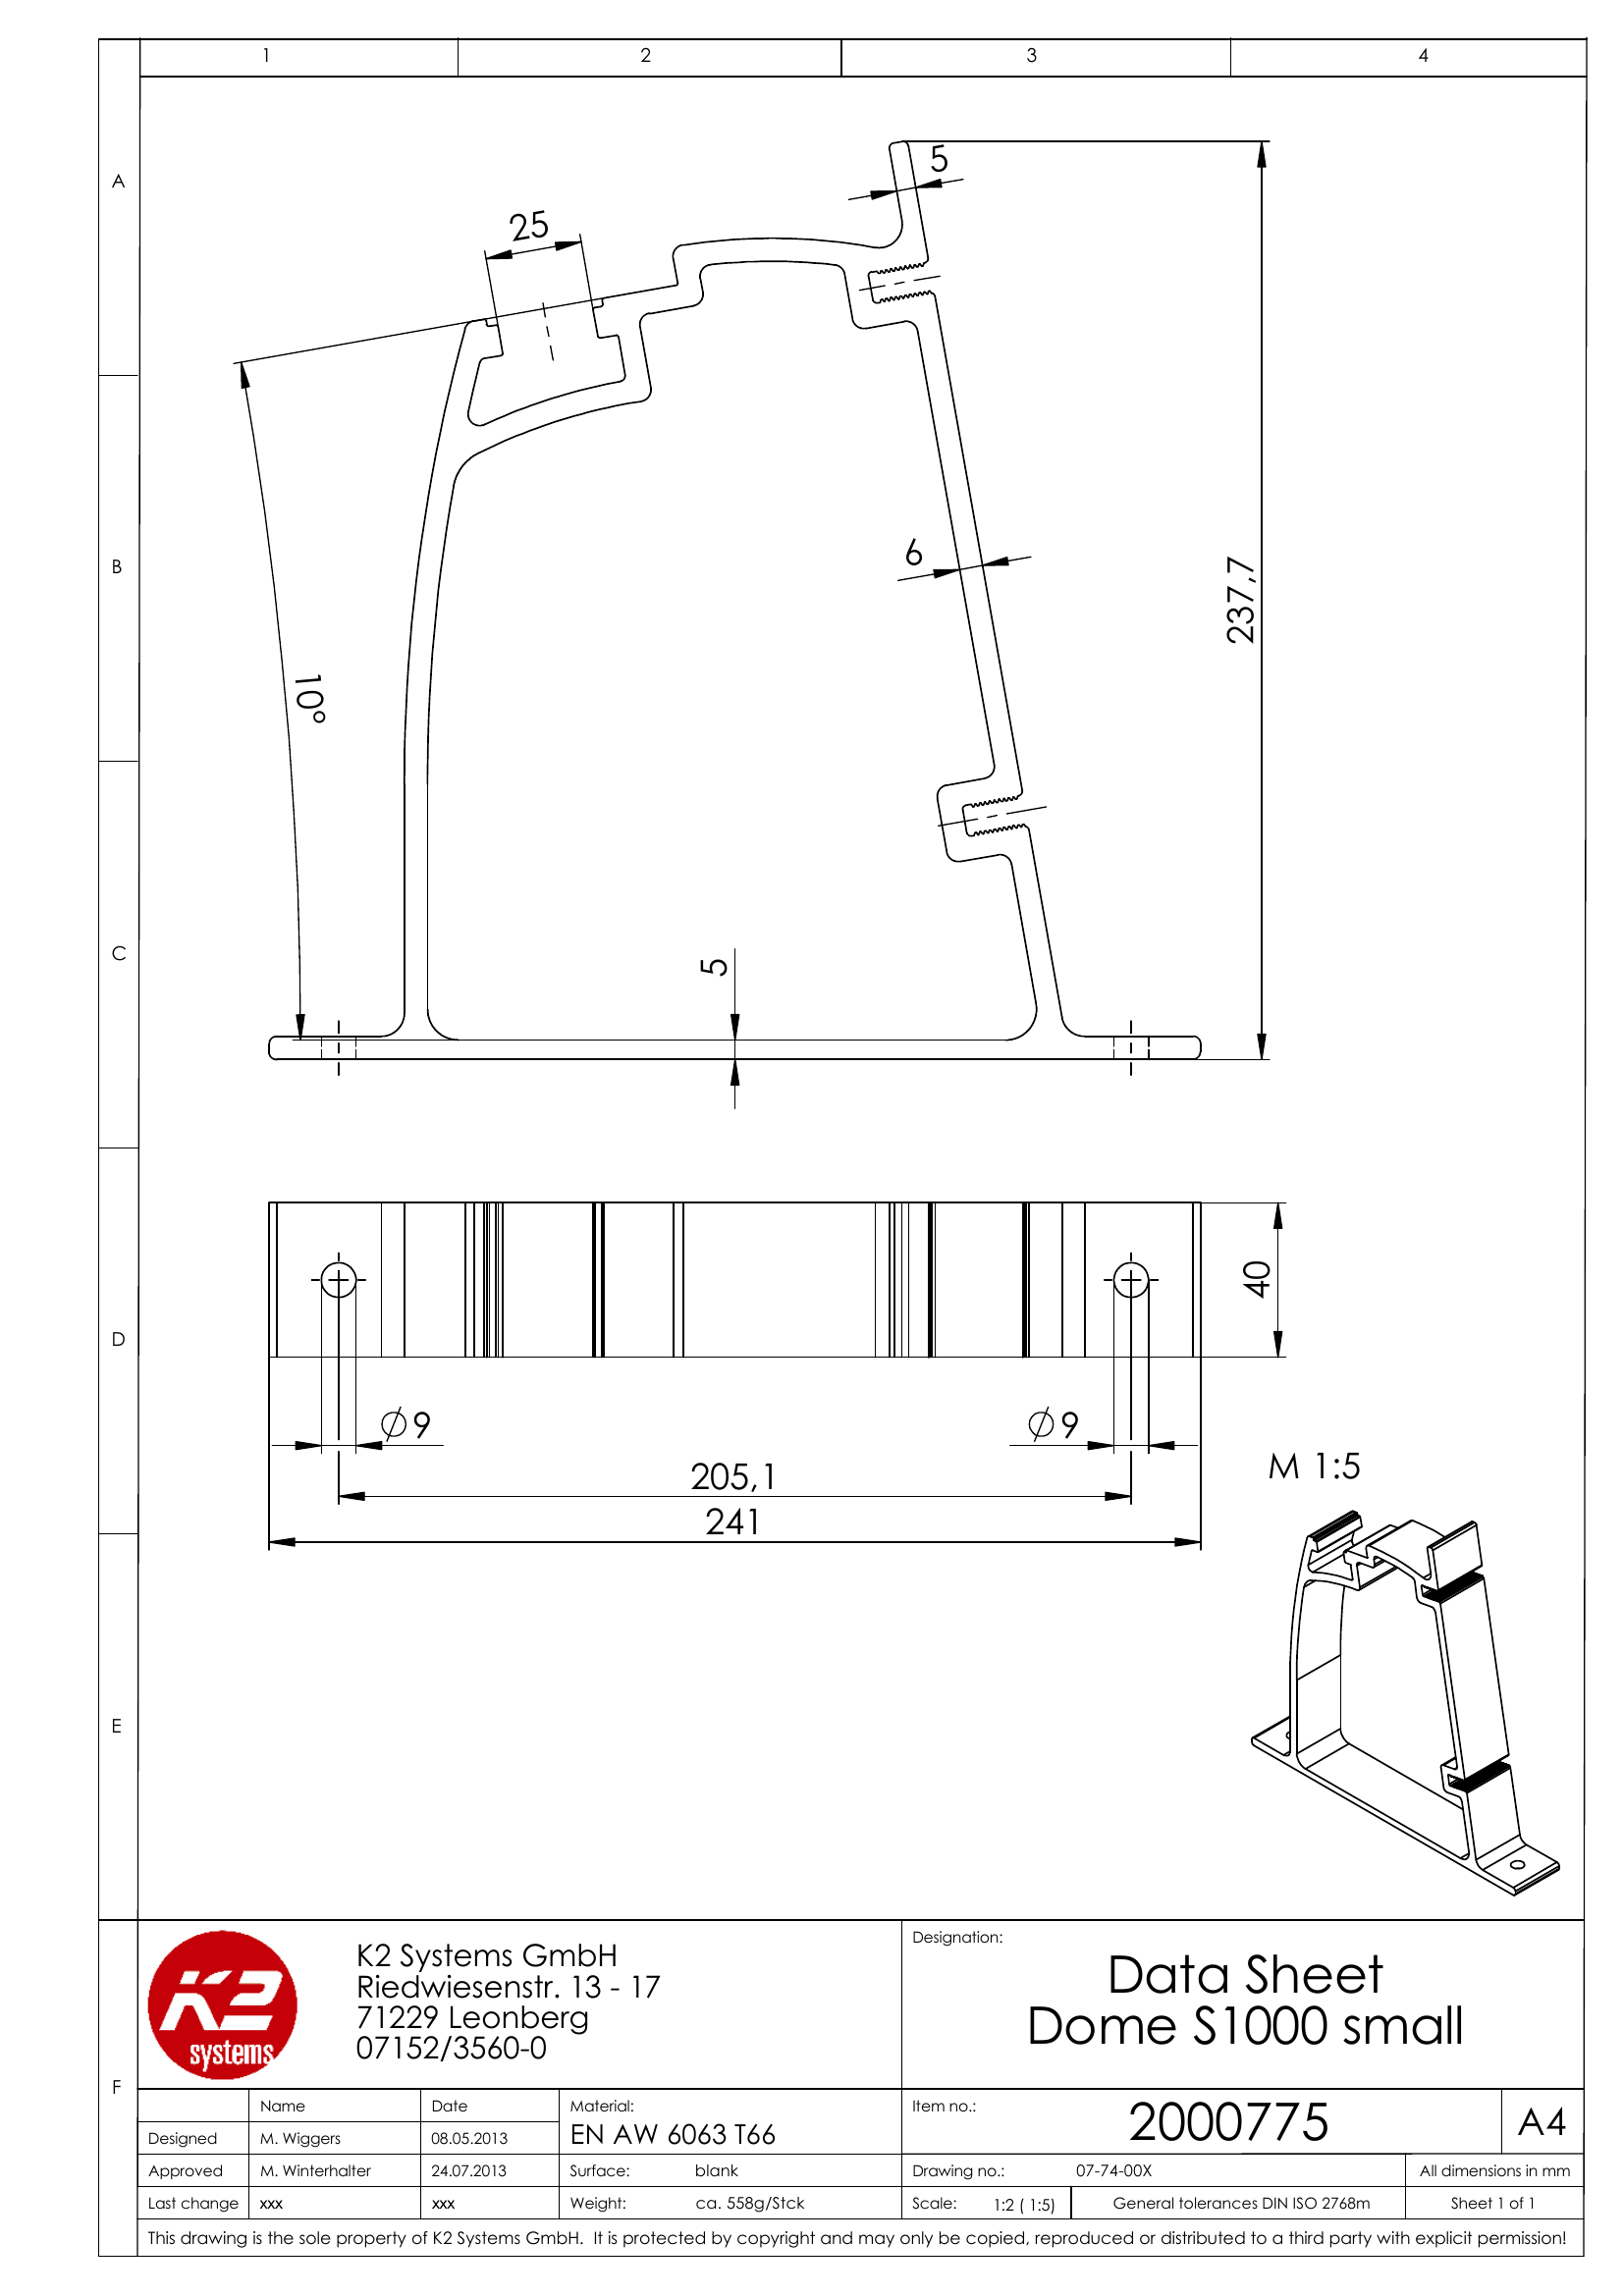 1 2 3 4
A
B
C
D
E
F
5
25
6
237,7
10°
5
40
⌀9 ⌀9
205,1
241
M 1:5
K2
systems
K2 Systems GmbH
Riedwiesenstr. 13 - 17
71229 Leonberg
07152/3560-0
Designation:
Data Sheet
Dome S1000 small
Name Date
Designed M. Wiggers 08.05.2013
Approved M. Winterhalter 24.07.2013
Last change xxx xxx
Material:
EN AW 6063 T66
Surface: blank
Weight: ca. 558g/Stck
Item no.:
2000775 A4
Drawing no.: 07-74-00X All dimensions in mm
Scale: 1:2 ( 1:5) General tolerances DIN ISO 2768m Sheet 1 of 1
This drawing is the sole property of K2 Systems GmbH. It is protected by copyright and may only be copied, reproduced or distributed to a third party with explicit permission!